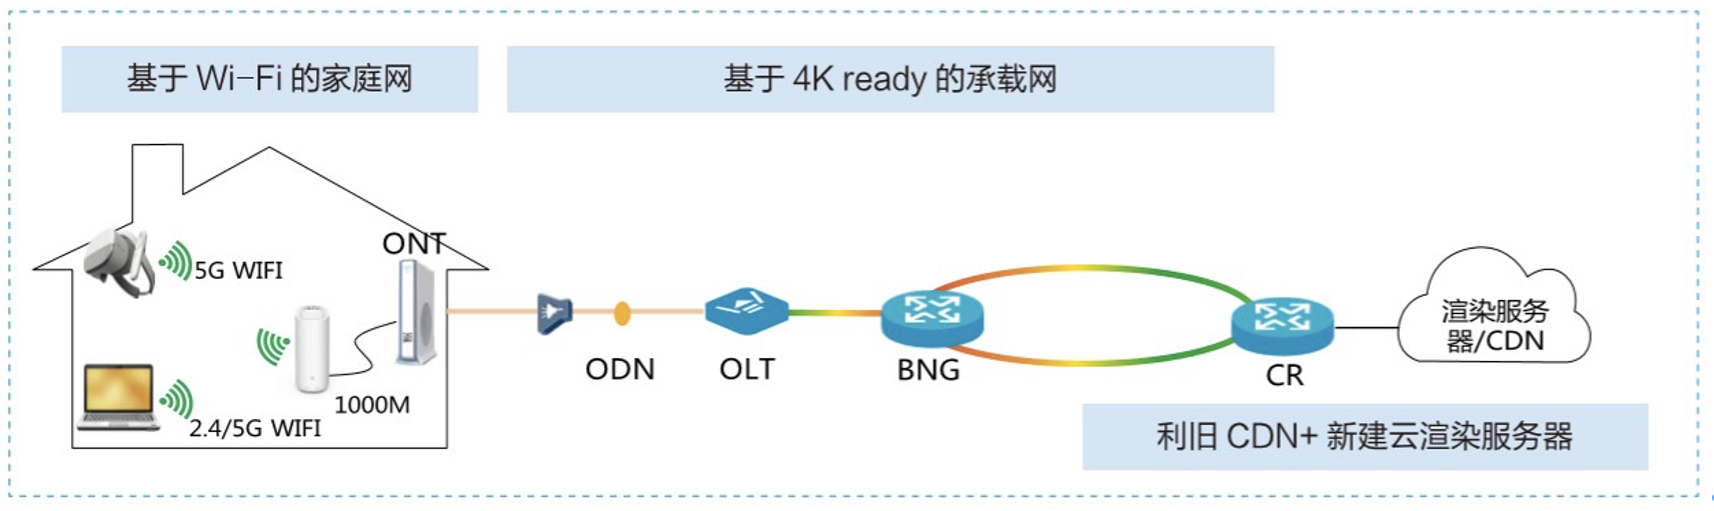 基于 Wi-Fi 的家庭网
基于 4K ready 的承载网
ONT
5G WIFI
1000M
2.4/5G WIFI
ODN
OLT
BNG
CR
渲染服务
器/CDN
利旧 CDN+ 新建云渲染服务器